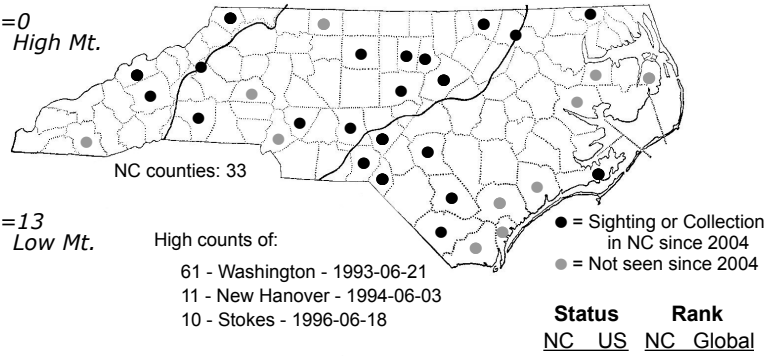 =0
High Mt.
NC counties: 33
=13
Low Mt.
High counts of:
61 - Washington - 1993-06-21
11 - New Hanover - 1994-06-03
10 - Stokes - 1996-06-18
= Sighting or Collection
in NC since 2004
= Not seen since 2004
Status Rank
NC US NC Global